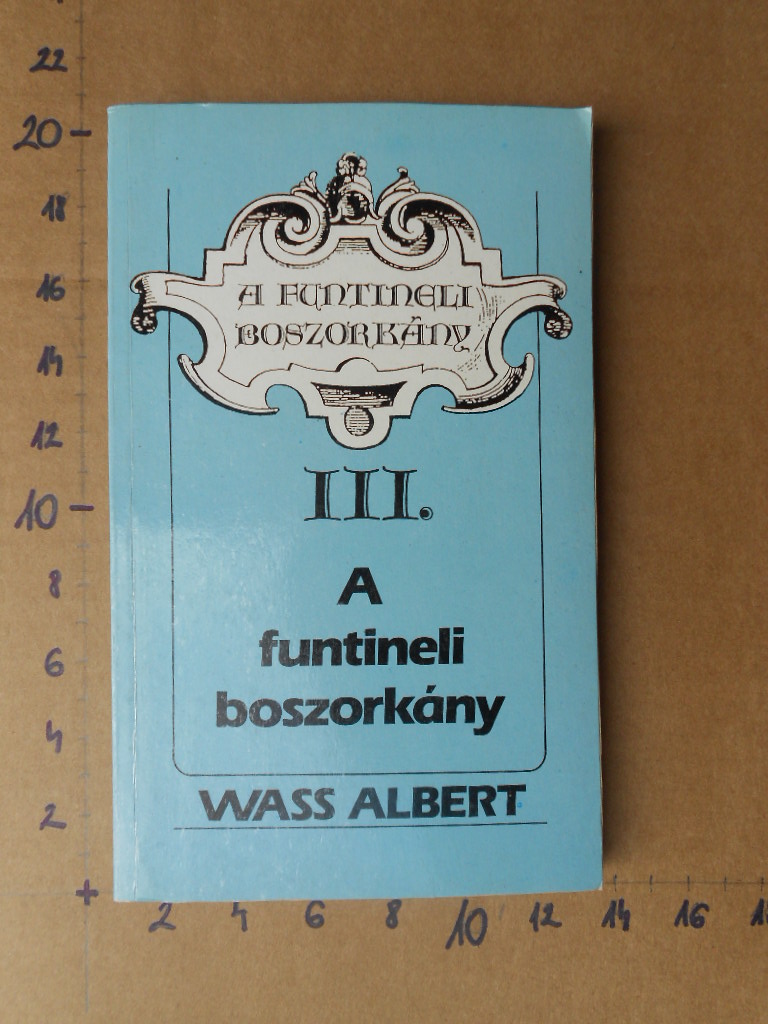 22
20
18
16
14
12
10
8
6
4
2
A FUNTINELI
BOSZORKÁNY
III.
A
funtineli
boszorkány
WASS ALBERT
2 4 6 8 10 12 14 16